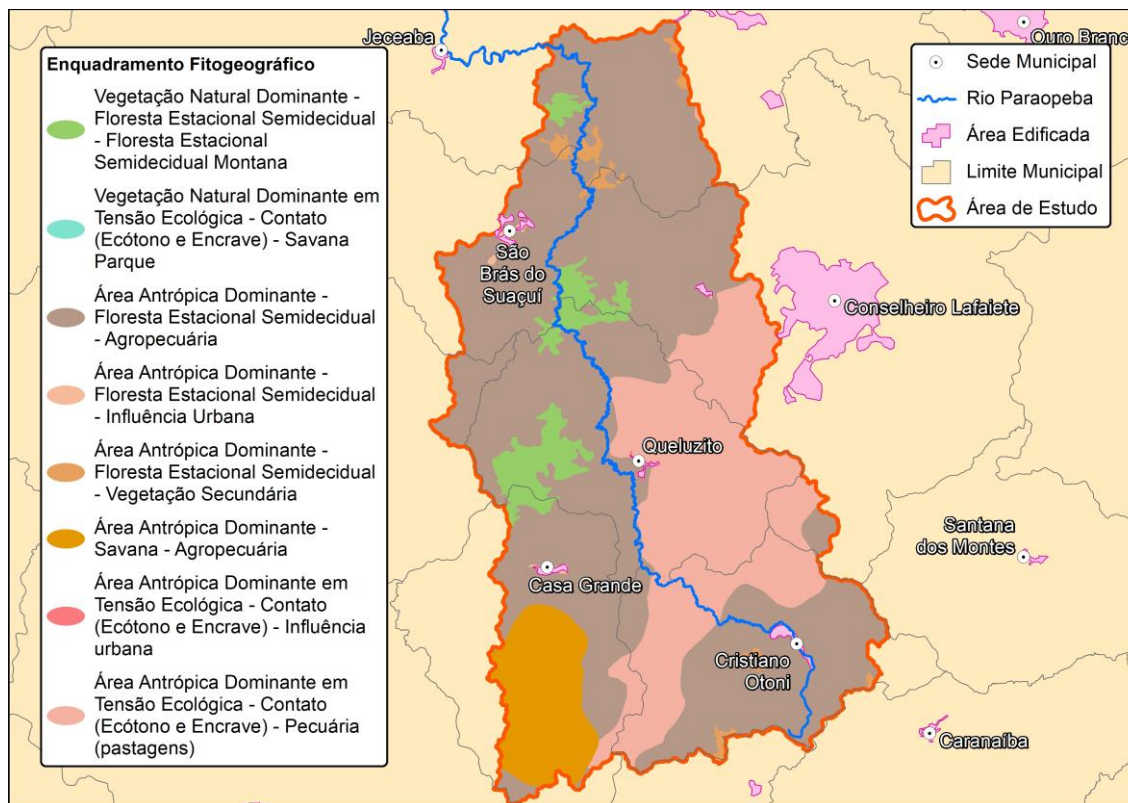 Enquadramento Fitogeográfico
Vegetação Natural Dominante -
Floresta Estacional Semidecidual
- Floresta Estacional
Semidecidual Montana
Vegetação Natural Dominante em
Tensão Ecológica - Contato
(Ecótono e Encrave) - Savana
Parque
Área Antrópica Dominante -
Floresta Estacional Semidecidual
- Agropecuária
Área Antrópica Dominante -
Floresta Estacional Semidecidual
- Influência Urbana
Área Antrópica Dominante -
Floresta Estacional Semidecidual
- Vegetação Secundária
Área Antrópica Dominante -
Savana - Agropecuária
Área Antrópica Dominante em
Tensão Ecológica - Contato
(Ecótono e Encrave) - Influência
urbana
Área Antrópica Dominante em
Tensão Ecológica - Contato
(Ecótono e Encrave) - Pecuária
(pastagens)
Jeceaba
Ouro Branc
Sede Municipal
Rio Paraopeba
Área Edificada
Limite Municipal
Área de Estudo
São
Brás do
Suaçuí
Conselheiro Lafaiete
Queluzito
Santana
dos Montes
Casa Grande
Cristiano
Otoni
Caranaíba